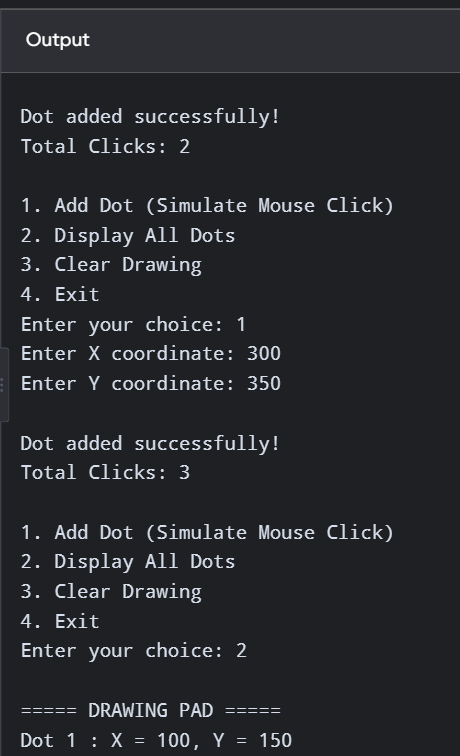 Output
Dot added successfully!
Total Clicks: 2
1. Add Dot (Simulate Mouse Click)
2. Display All Dots
3. Clear Drawing
4. Exit
Enter your choice: 1
Enter X coordinate: 300
Enter Y coordinate: 350
Dot added successfully!
Total Clicks: 3
1. Add Dot (Simulate Mouse Click)
2. Display All Dots
3. Clear Drawing
4. Exit
Enter your choice: 2
===== DRAWING PAD =====
Dot 1 : X = 100, Y = 150